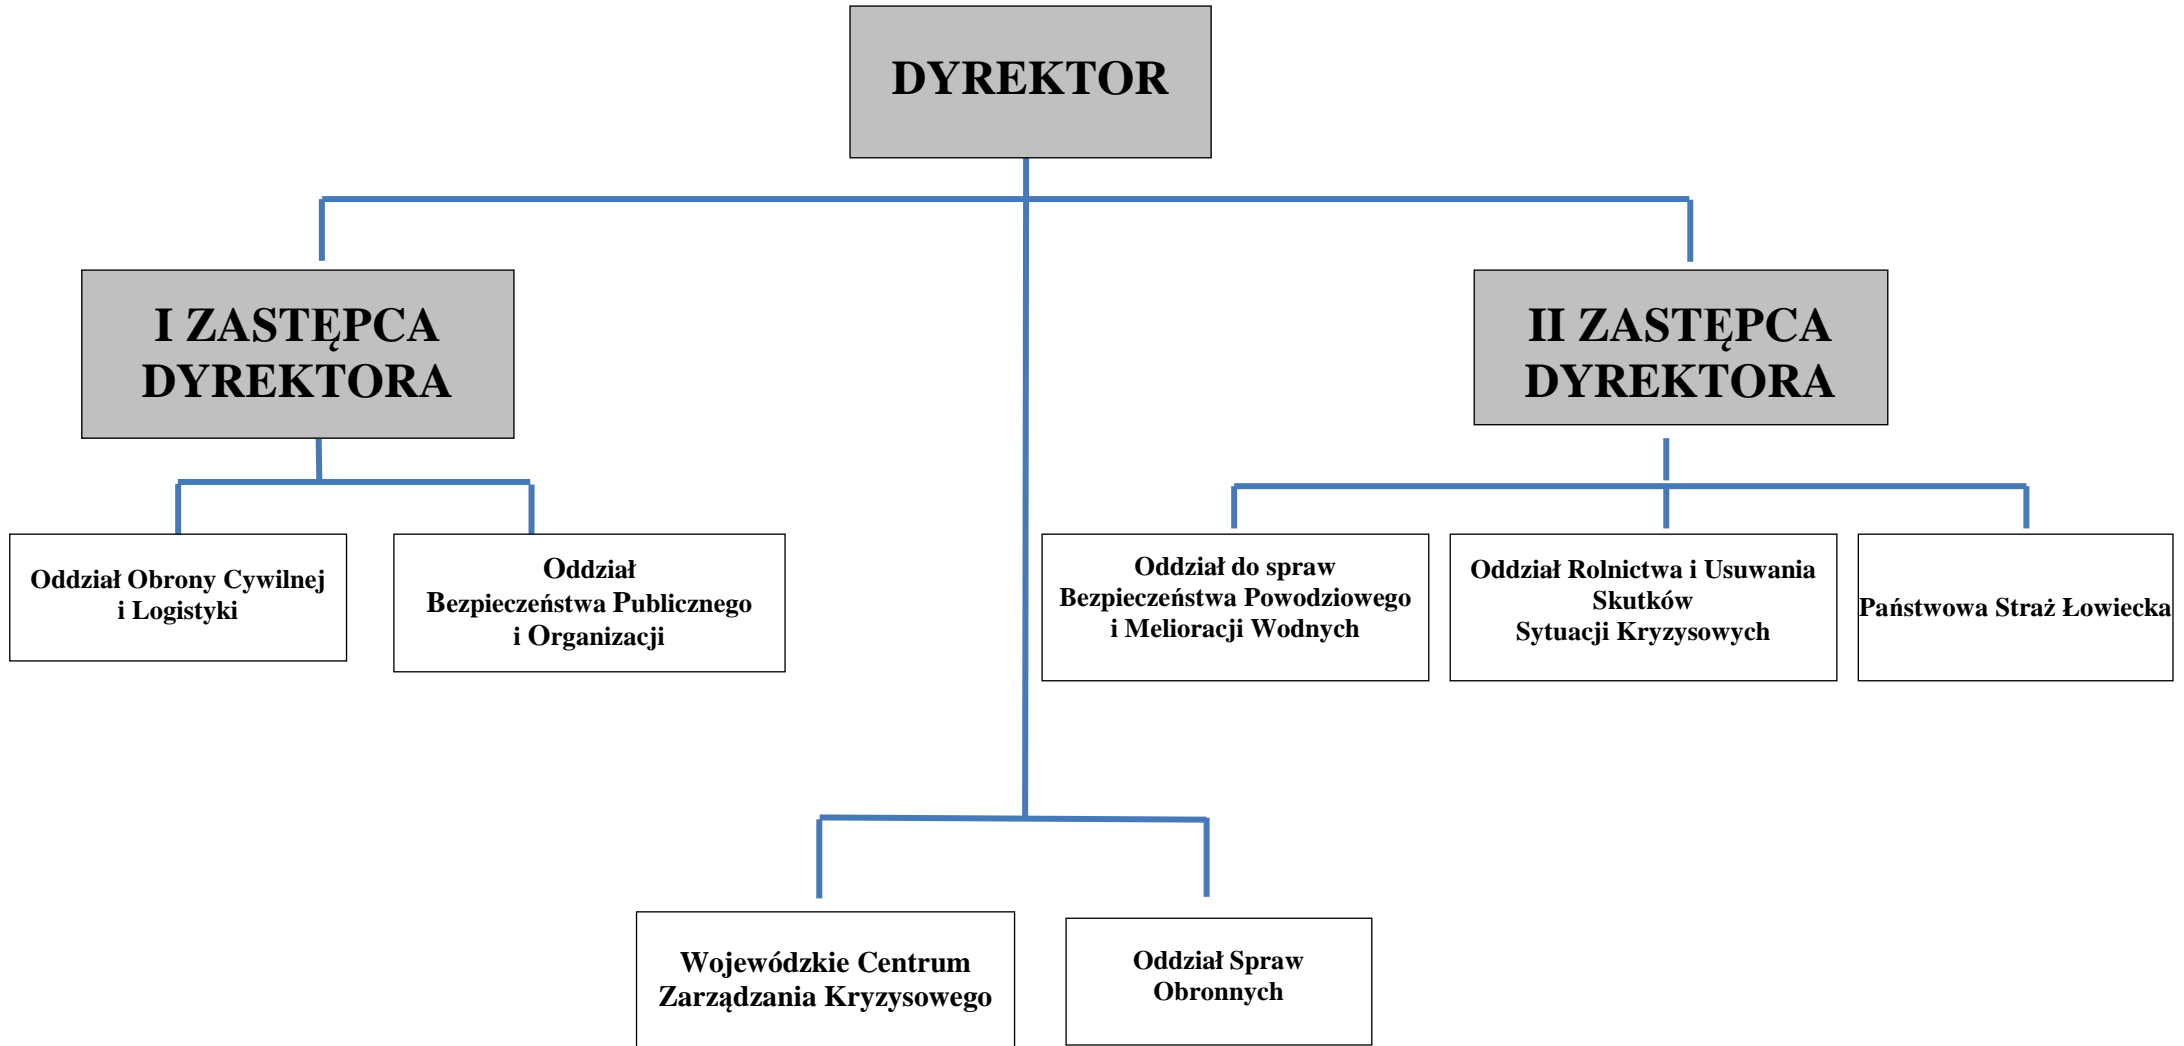 DYREKTOR
I ZASTĘPCA
DYREKTORA
II ZASTĘPCA
DYREKTORA
Oddział Obrony Cywilnej
i Logistyki
Oddział
Bezpieczeństwa Publicznego
i Organizacji
Oddział do spraw
Bezpieczeństwa Powodziowego
i Melioracji Wodnych
Oddział Rolnictwa i Usuwania
Skutków
Sytuacji Kryzysowych
Państwowa Straż Łowiecka
Wojewódzkie Centrum
Zarządzania Kryzysowego
Oddział Spraw
Obronnych